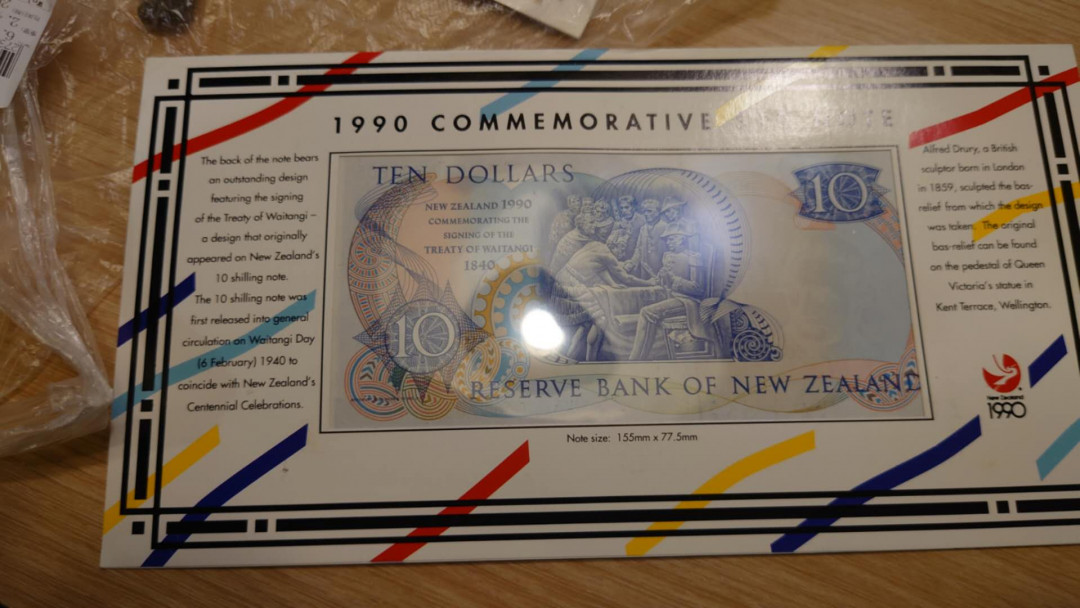 1990 COMMEMORATIVE
The back of the note bears
an outstanding design
featuring the signing
of the Treaty of Waitangi –
a design that originally
appeared on New Zealand's
10 shilling note.
The 10 shilling note was
first released into general
circulation on Waitangi Day
(6 February) 1940 to
coincide with New Zealand's
Centennial Celebrations.
TEN DOLLARS
NEW ZEALAND 1990
COMMEMORATING THE
SIGNING OF THE
TREATY OF WAITANGI
1840
10
10
RESERVE BANK OF NEW ZEALAND
Note size: 155mm x 77.5mm
Alfred Drury, a British
sculptor born in London
in 1859, sculpted the bas-
relief from which the design
was taken. The original
bas-relief can be found
on the pedestal of Queen
Victoria's statue in
Kent Terrace, Wellington.
New Zealand
1990